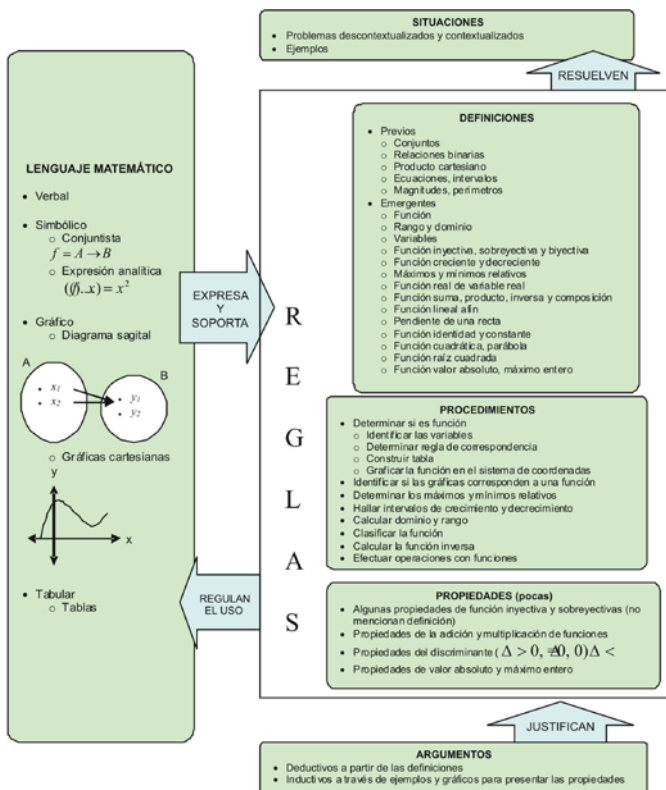 SITUACIONES
• Problemas descontextualizados y contextualizados
• Ejemplos
RESUELVEN
LENGUAJE MATEMÁTICO
• Verbal
• Simbólico
o Conjuntista
f = A → B
o Expresión analítica
• Gráfico
o Diagrama sagital
A
B
x₁
x₂
y₁
y₂
o Gráficas cartesianas
y
x
• Tabular
o Tablas
EXPRESA
Y
SOPORTA
REGULAN
EL USO
R
E
G
L
A
S
DEFINICIONES
• Previos
o Conjuntos
o Relaciones binarias
o Producto cartesiano
o Ecuaciones, intervalos
o Magnitudes, perímetros
• Emergentes
o Función
o Rango y dominio
o Variables
o Función inyectiva, sobreyectiva y biyectiva
o Función creciente y decreciente
o Máximos y mínimos relativos
o Función real de variable real
o Función suma, producto, inversa y composición
o Función lineal afín
o Pendiente de una recta
o Función identidad y constante
o Función cuadrática, parábola
o Función raíz cuadrada
o Función valor absoluto, máximo entero
PROCEDIMIENTOS
• Determinar si es función
o Identificar las variables
o Determinar regla de correspondencia
o Construir tabla
o Graficar la función en el sistema de coordenadas
• Identificar si las gráficas corresponden a una función
• Determinar los máximos y mínimos relativos
• Hallar intervalos de crecimiento y decrecimiento
• Calcular dominio y rango
• Clasificar la función
• Calcular la función inversa
• Efectuar operaciones con funciones
PROPIEDADES (pocas)
• Algunas propiedades de función inyectiva y sobreyectivas (no
mencionan definición)
• Propiedades de la adición y multiplicación de funciones
• Propiedades del discriminante ( Δ > 0,
• Propiedades de valor absoluto y máximo entero
JUSTIFICAN
ARGUMENTOS
• Deductivos a partir de las definiciones
• Inductivos a través de ejemplos y gráficos para presentar las propiedades